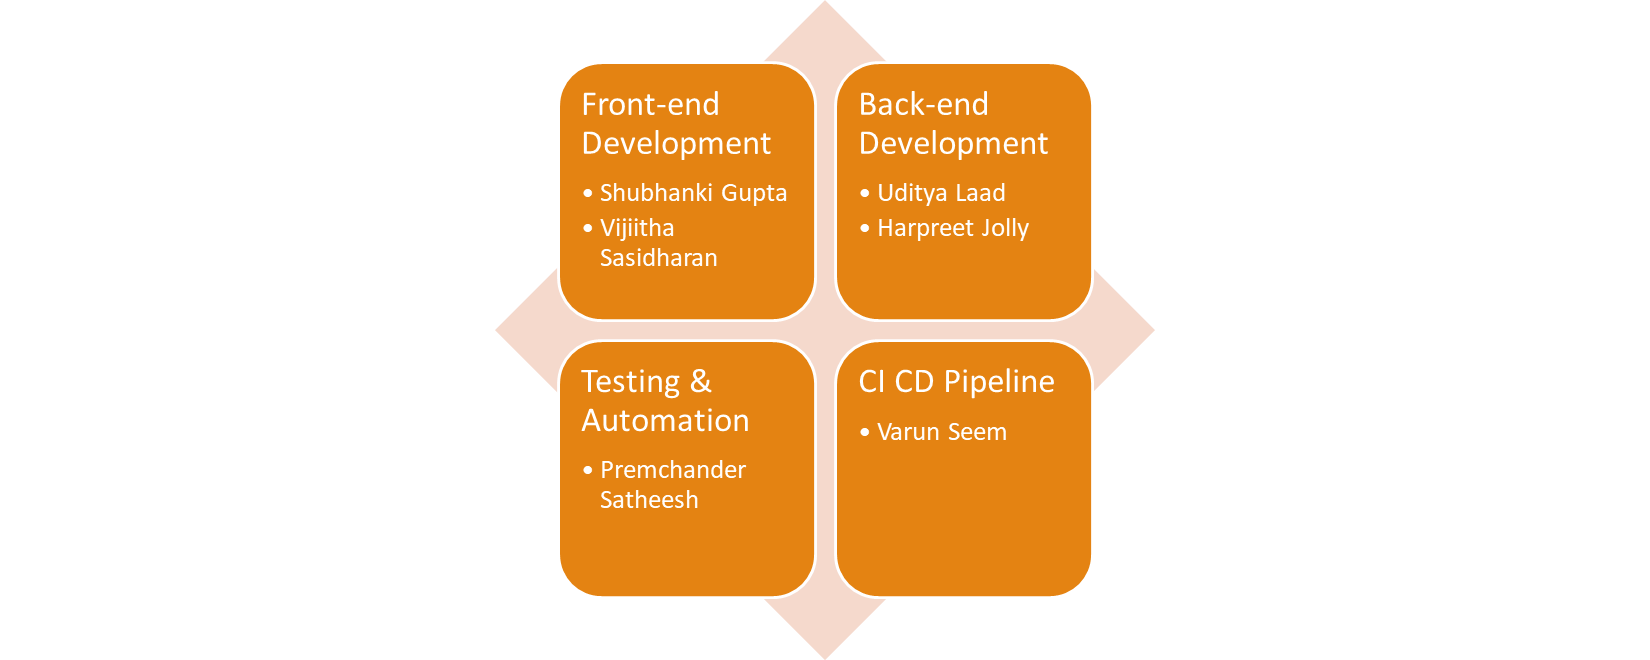 Front-end
Development
• Shubhanki Gupta
• Vijiitha
Sasidharan
Back-end
Development
• Uditya Laad
• Harpreet Jolly
Testing &
Automation
• Premchander
Satheesh
CI CD Pipeline
• Varun Seem